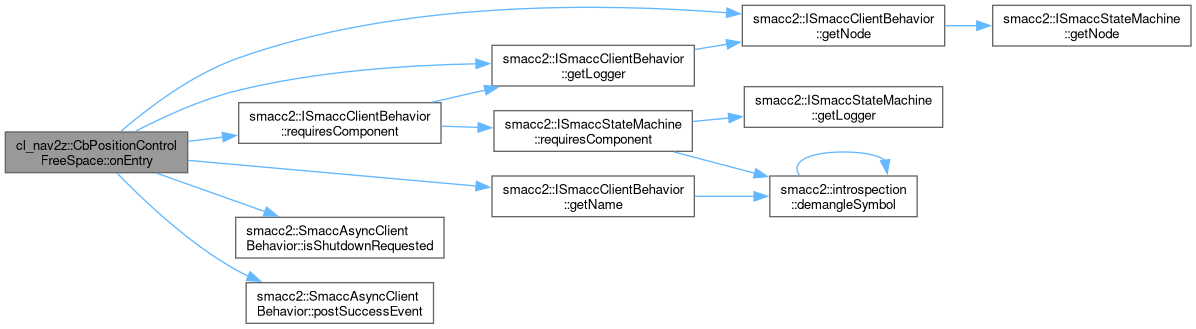 cl_nav2z::CbPositionControl
FreeSpace::onEntry
smacc2::ISmaccClientBehavior
::getNode
smacc2::ISmaccStateMachine
::getNode
smacc2::ISmaccClientBehavior
::getLogger
smacc2::ISmaccClientBehavior
::requiresComponent
smacc2::ISmaccStateMachine
::requiresComponent
smacc2::ISmaccStateMachine
::getLogger
smacc2::introspection
::demangleSymbol
smacc2::ISmaccClientBehavior
::getName
smacc2::SmaccAsyncClient
Behavior::isShutdownRequested
smacc2::SmaccAsyncClient
Behavior::postSuccessEvent